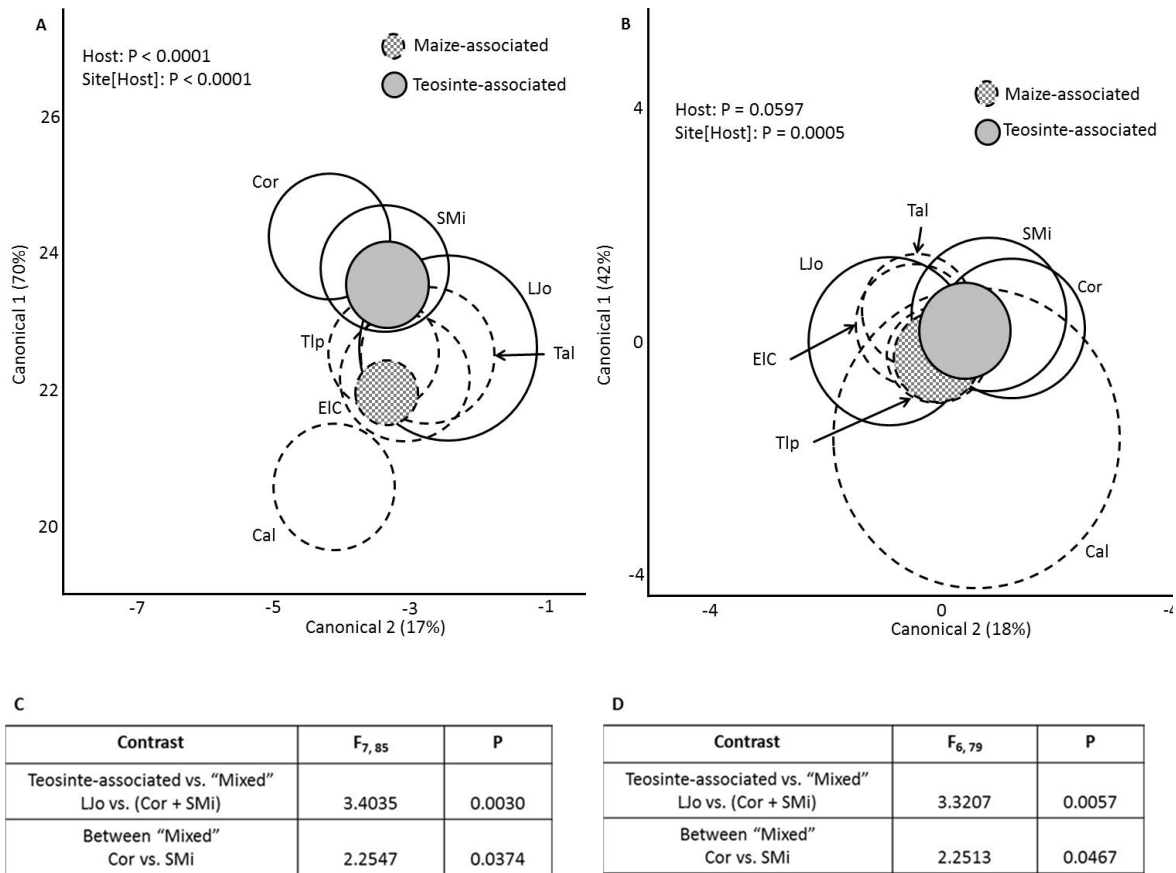 A
Host: P < 0.0001
Site[Host]: P < 0.0001
Maize-associated
Teosinte-associated
26
24
22
20
Canonical 1 (70%)
Cor
SMi
LJo
Tlp
Tal
ElC
Cal
-7
-3
-1
Canonical 2 (17%)
B
Host: P = 0.0597
Site[Host]: P = 0.0005
Maize-associated
Teosinte-associated
4
0
-4
Canonical 1 (42%)
Tal
SMi
LJo
Cor
ElC
Tlp
Cal
-4
0
-4
Canonical 2 (18%)
C
Contrast F7, 85 P
Teosinte-associated vs. “Mixed”
LJo vs. (Cor + SMi) 3.4035 0.0030
Between “Mixed”
Cor vs. SMi 2.2547 0.0374
D
Contrast F6, 79 P
Teosinte-associated vs. “Mixed”
LJo vs. (Cor + SMi) 3.3207 0.0057
Between “Mixed”
Cor vs. SMi 2.2513 0.0467